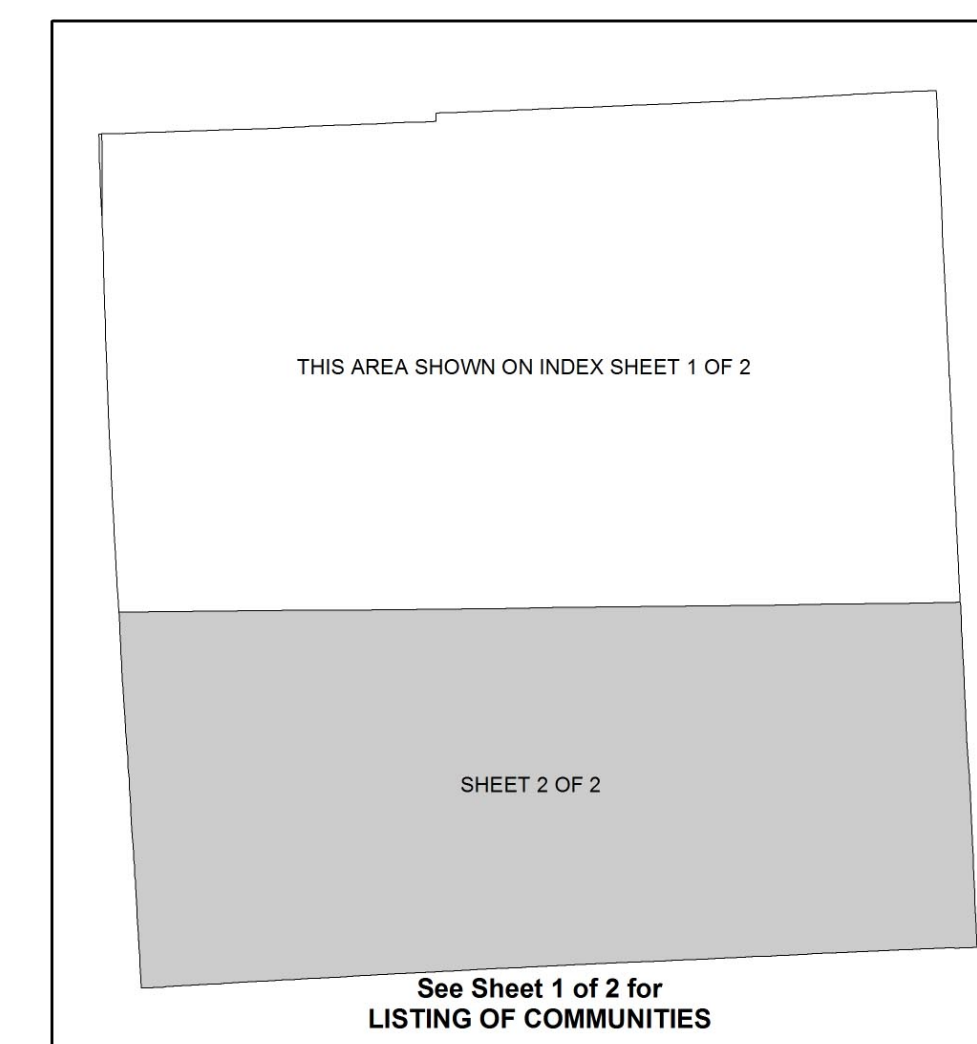 THIS AREA SHOWN ON INDEX SHEET 1 OF 2
SHEET 2 OF 2
See Sheet 1 of 2 for
LISTING OF COMMUNITIES